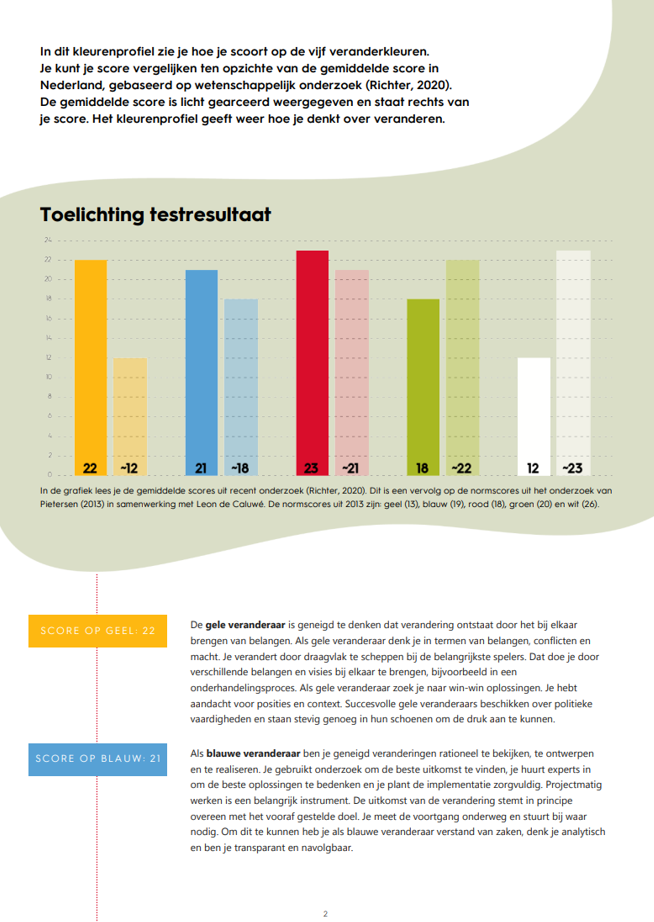 In dit kleurenprofiel zie je hoe je scoort op de vijf veranderkleuren.
Je kunt je score vergelijken ten opzichte van de gemiddelde score in
Nederland, gebaseerd op wetenschappelijk onderzoek (Richter, 2020).
De gemiddelde score is licht gearceerd weergegeven en staat rechts van
je score. Het kleurenprofiel geeft weer hoe je denkt over veranderen.
Toelichting testresultaat
24
22
20
18
16
14
12
10
8
6
4
2
0
22 ~12 21 ~18 23 ~21 18 ~22 12 ~23
In de grafiek lees je de gemiddelde scores uit recent onderzoek (Richter, 2020). Dit is een vervolg op de normscores uit het onderzoek van
Pietersen (2013) in samenwerking met Leon de Caluwé. De normscores uit 2013 zijn: geel (13), blauw (19), rood (18), groen (20) en wit (26).
SCORE OP GEEL: 22
De gele veranderaar is geneigd te denken dat verandering ontstaat door het bij elkaar
brengen van belangen. Als gele veranderaar denk je in termen van belangen, conflicten en
macht. Je verandert door draagvlak te scheppen bij de belangrijkste spelers. Dat doe je door
verschillende belangen en visies bij elkaar te brengen, bijvoorbeeld in een
onderhandelingsproces. Als gele veranderaar zoek je naar win-win oplossingen. Je hebt
aandacht voor posities en context. Succesvolle gele veranderaars beschikken over politieke
vaardigheden en staan stevig genoeg in hun schoenen om de druk aan te kunnen.
SCORE OP BLAUW: 21
Als blauwe veranderaar ben je geneigd veranderingen rationeel te bekijken, te ontwerpen
en te realiseren. Je gebruikt onderzoek om de beste uitkomst te vinden, je huurt experts in
om de beste oplossingen te bedenken en je plant de implementatie zorgvuldig. Projectmatig
werken is een belangrijk instrument. De uitkomst van de verandering stemt in principe
overeen met het vooraf gestelde doel. Je meet de voortgang onderweg en stuurt bij waar
nodig. Om dit te kunnen heb je als blauwe veranderaar verstand van zaken, denk je analytisch
en ben je transparant en navolgbaar.
2